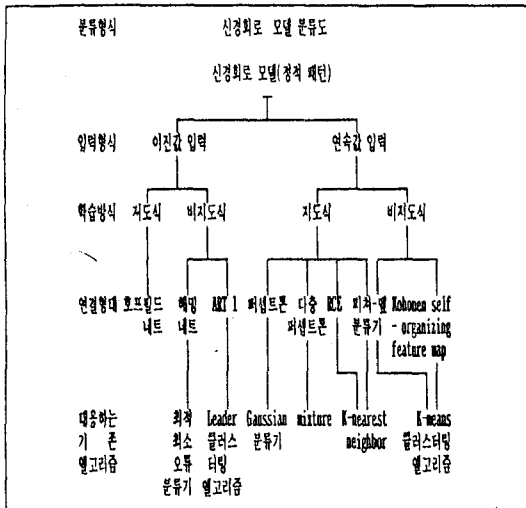 분류형식 신경회로 모델 분류도
신경회로 모델(정적 패턴)
입력형식 이진값 입력 연속값 입력
학습방식 지도식 비지도식 지도식 비지도식
연결형태 호프필드 해밍 ART 1 퍼셉트론 다층 RCE 피쳐-맵 Kohonen self
네트 네트 퍼셉트론 분류기 - organizing
feature map
대응하는 최적 Leader Gaussian mixture K-nearest K-means
기 존 최소 클러스 분류기 neighbor 클러스터링
알고리즘 오류 터링 알고리즘
분류기 알고리즘